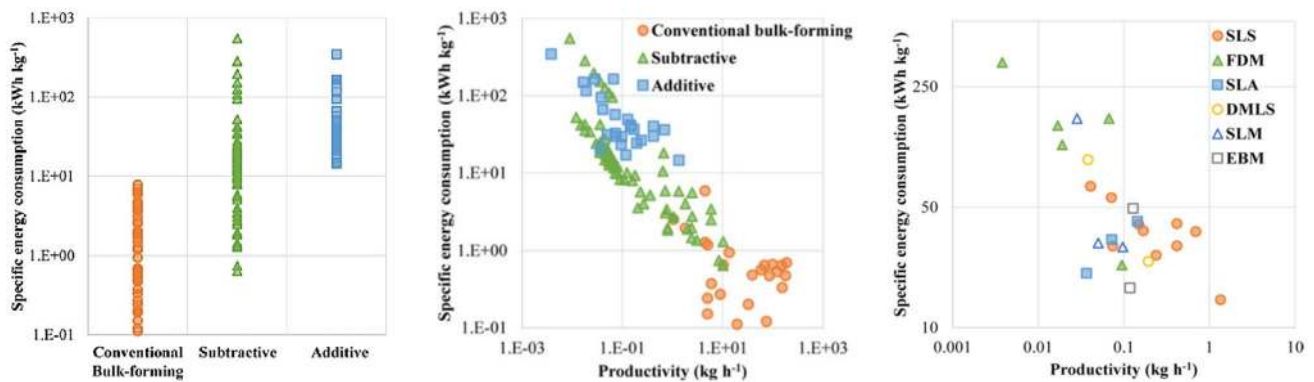 Specific energy consumption (kWh kg⁻¹)
1.E+03
1.E+02
1.E+01
1.E+00
1.E-01
Conventional
Bulk-forming
Subtractive
Additive
Specific energy consumption (kWh kg⁻¹)
1.E+03
1.E+02
1.E+01
1.E+00
1.E-01
Conventional bulk-forming
Subtractive
Additive
1.E-03
1.E-01
1.E+01
1.E+03
Productivity (kg h⁻¹)
Specific energy consumption (kWh kg⁻¹)
250
50
10
SLS
FDM
SLA
DMLS
SLM
EBM
0.001
0.01
0.1
1
10
Productivity (kg h⁻¹)